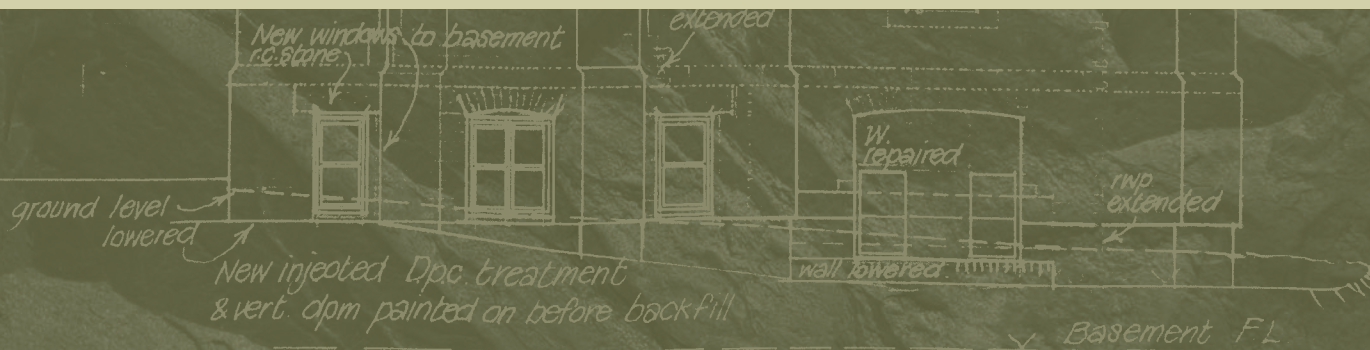 extended
New windows to basement
r.c.stone
W.
repaired
rwp
extended
ground level
lowered
New injected D.p.c. treatment
& vert. dpm painted on before backfill
wall lowered.
Basement FL